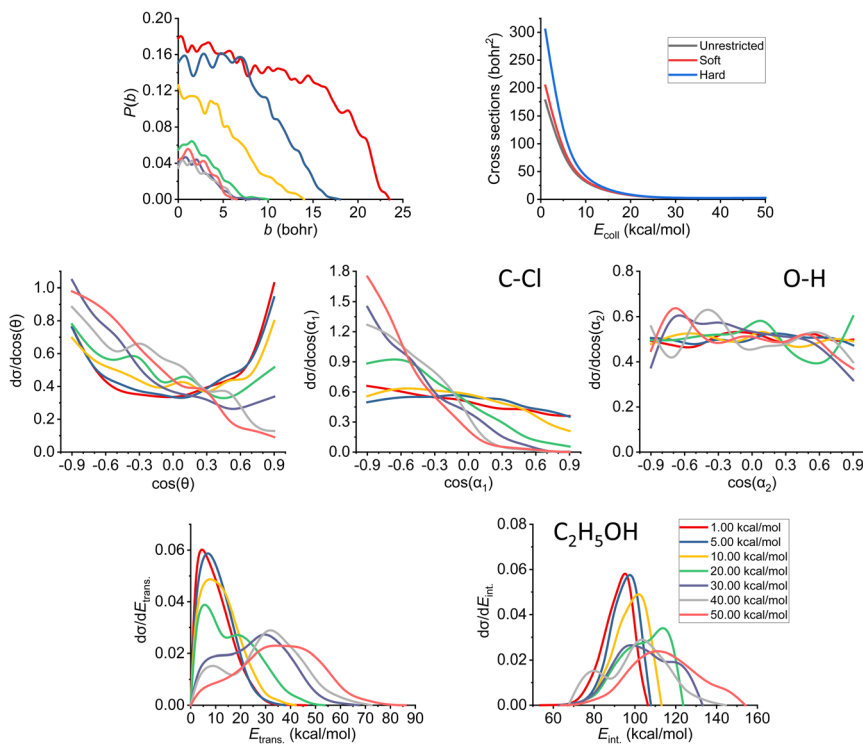 0.20
0.16
0.12
0.08
0.04
0.00
P(b)
0 5 10 15 20 25
b (bohr)
350
300
250
200
150
100
50
0
Cross sections (bohr²)
Unrestricted
Soft
Hard
0 10 20 30 40 50
E_coll (kcal/mol)
1.0
0.8
0.6
0.4
0.2
0.0
dσ/dcos(θ)
-0.9 -0.6 -0.3 0.0 0.3 0.6 0.9
cos(θ)
1.8
1.5
1.2
0.9
0.6
0.3
0.0
dσ/dcos(α₁)
C-Cl
-0.9 -0.6 -0.3 0.0 0.3 0.6 0.9
cos(α₁)
0.8
0.6
0.4
0.2
0.0
dσ/dcos(α₂)
O-H
-0.9 -0.6 -0.3 0.0 0.3 0.6 0.9
cos(α₂)
0.06
0.04
0.02
0.00
dσ/dE_trans.
0 10 20 30 40 50 60 70 80 90
E_trans. (kcal/mol)
0.08
0.06
0.04
0.02
0.00
dσ/dE_int.
C₂H₅OH
1.00 kcal/mol
5.00 kcal/mol
10.00 kcal/mol
20.00 kcal/mol
30.00 kcal/mol
40.00 kcal/mol
50.00 kcal/mol
60 80 100 120 140 160
E_int. (kcal/mol)